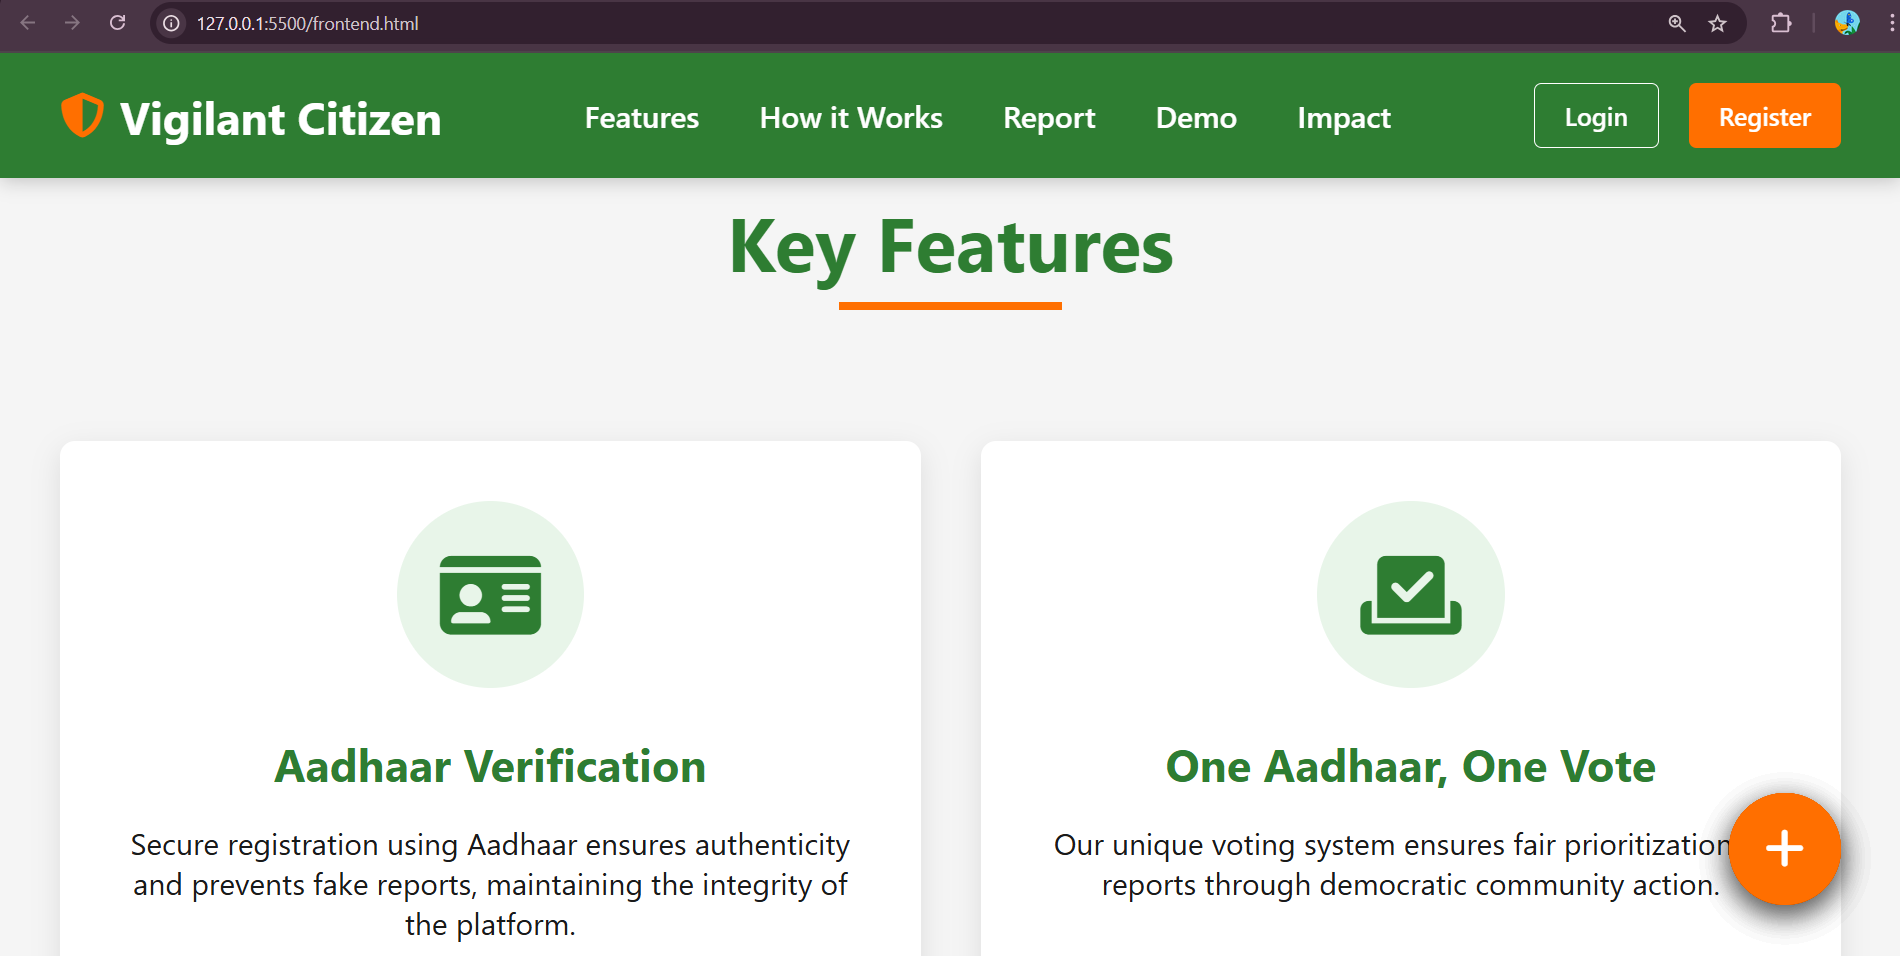 127.0.0.1:5500/frontend.html
Vigilant Citizen
Features
How it Works
Report
Demo
Impact
Login
Register
Key Features
Aadhaar Verification
Secure registration using Aadhaar ensures authenticity
and prevents fake reports, maintaining the integrity of
the platform.
One Aadhaar, One Vote
Our unique voting system ensures fair prioritization
reports through democratic community action.